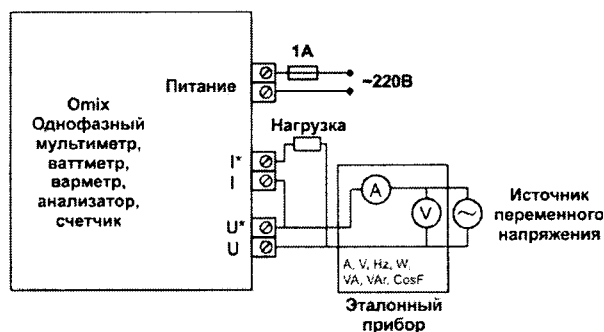 Omix
Однофазный
мультиметр,
ваттметр,
варметр,
анализатор,
счетчик
Питание
1A
~220В
Нагрузка
I*
I
U*
U
A
V
A, V, Hz, W,
VA, VAr, CosF
Эталонный
прибор
Источник
переменного
напряжения